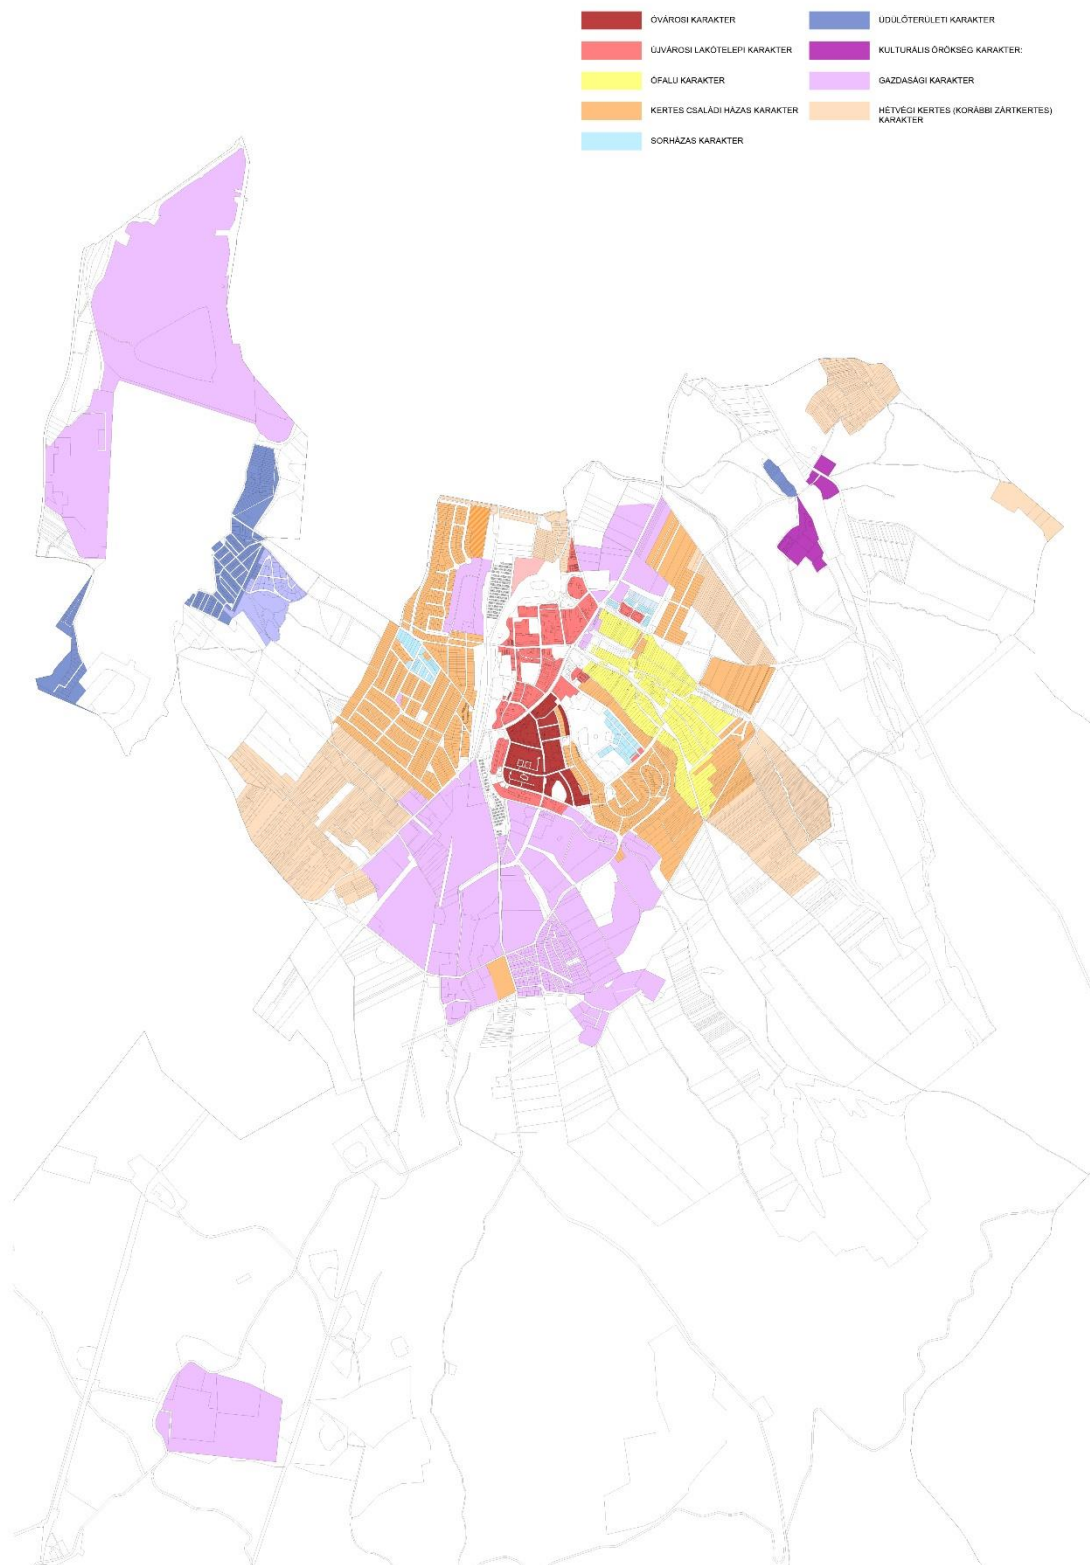 ÓVÁROSI KARAKTER
ÚJVÁROSI LAKÓTELEPI KARAKTER
ÓFALU KARAKTER
KERTES CSALÁDI HÁZAS KARAKTER
SORHÁZAS KARAKTER
ÜDÜLŐTERÜLETI KARAKTER
KULTURÁLIS ÖRÖKSÉG KARAKTER:
GAZDASÁGI KARAKTER
HÉTVÉGI KERTES (KORÁBBI ZÁRTKERTES)
KARAKTER